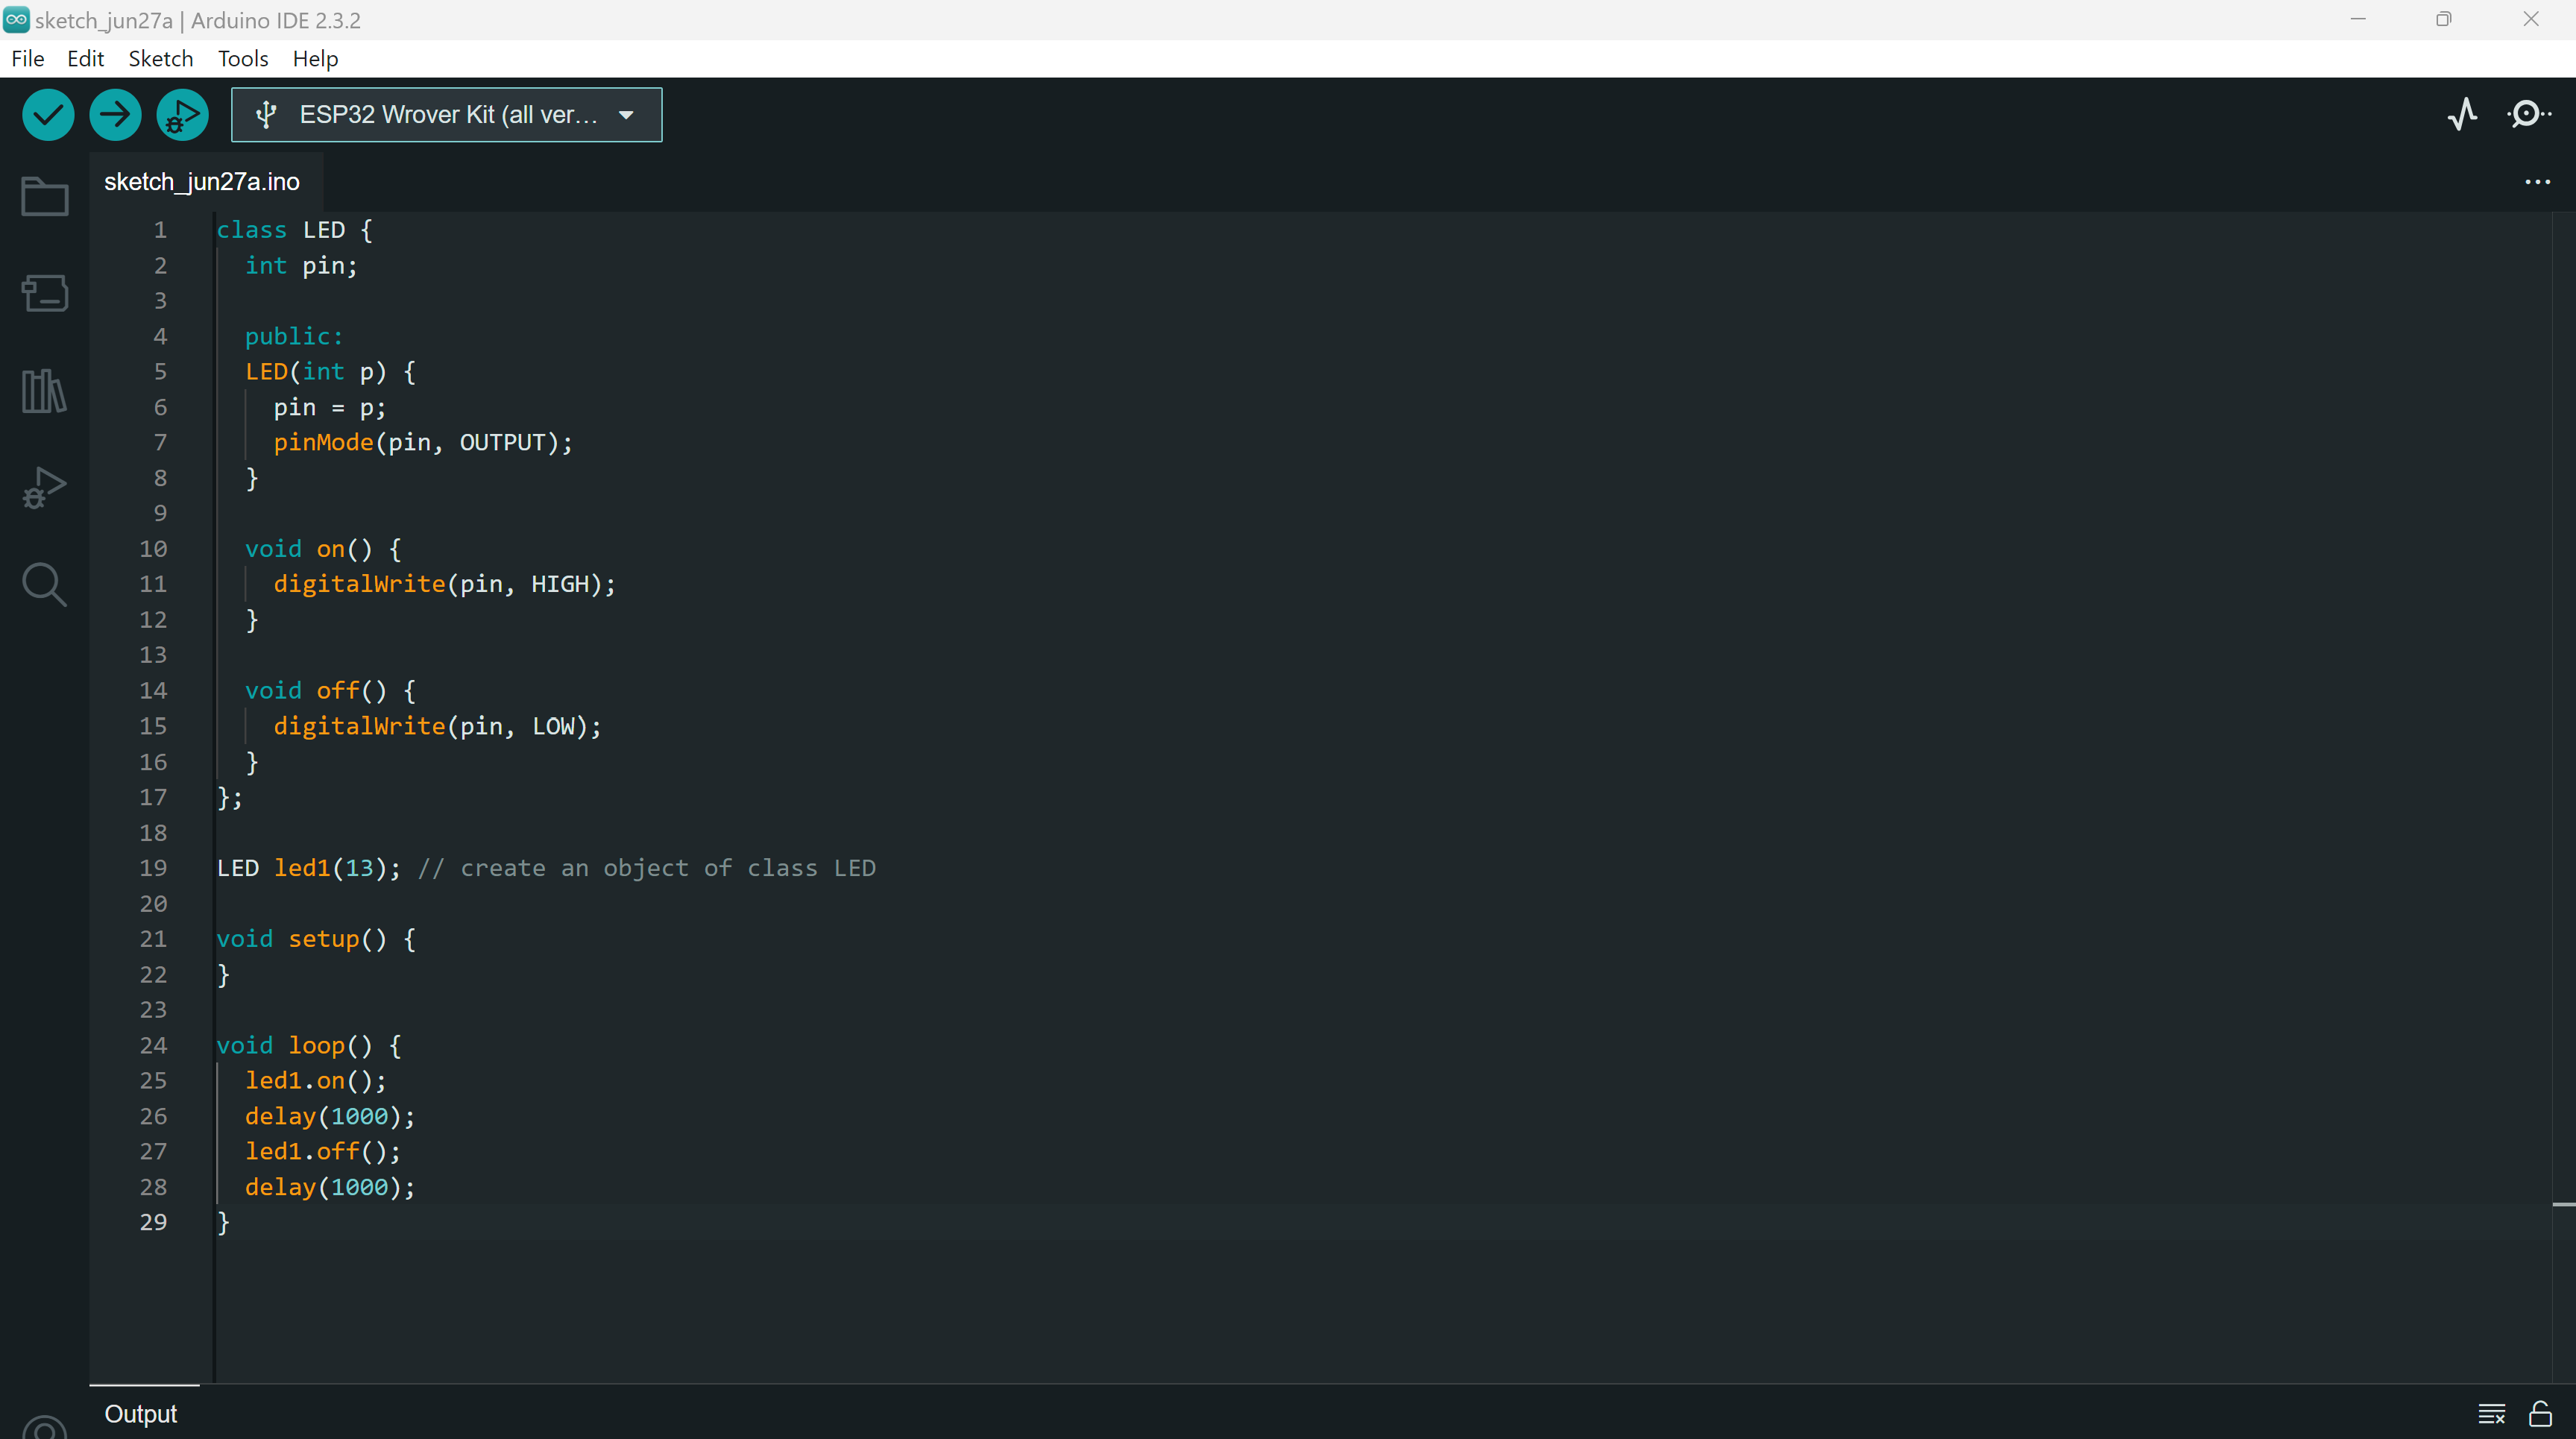 sketch_jun27a | Arduino IDE 2.3.2
File Edit Sketch Tools Help
ESP32 Wrover Kit (all ver...
sketch_jun27a.ino
1 class LED {
2 int pin;
3
4 public:
5 LED(int p) {
6 pin = p;
7 pinMode(pin, OUTPUT);
8 }
9
10 void on() {
11 digitalWrite(pin, HIGH);
12 }
13
14 void off() {
15 digitalWrite(pin, LOW);
16 }
17 };
18
19 LED led1(13); // create an object of class LED
20
21 void setup() {
22 }
23
24 void loop() {
25 led1.on();
26 delay(1000);
27 led1.off();
28 delay(1000);
29 }
Output